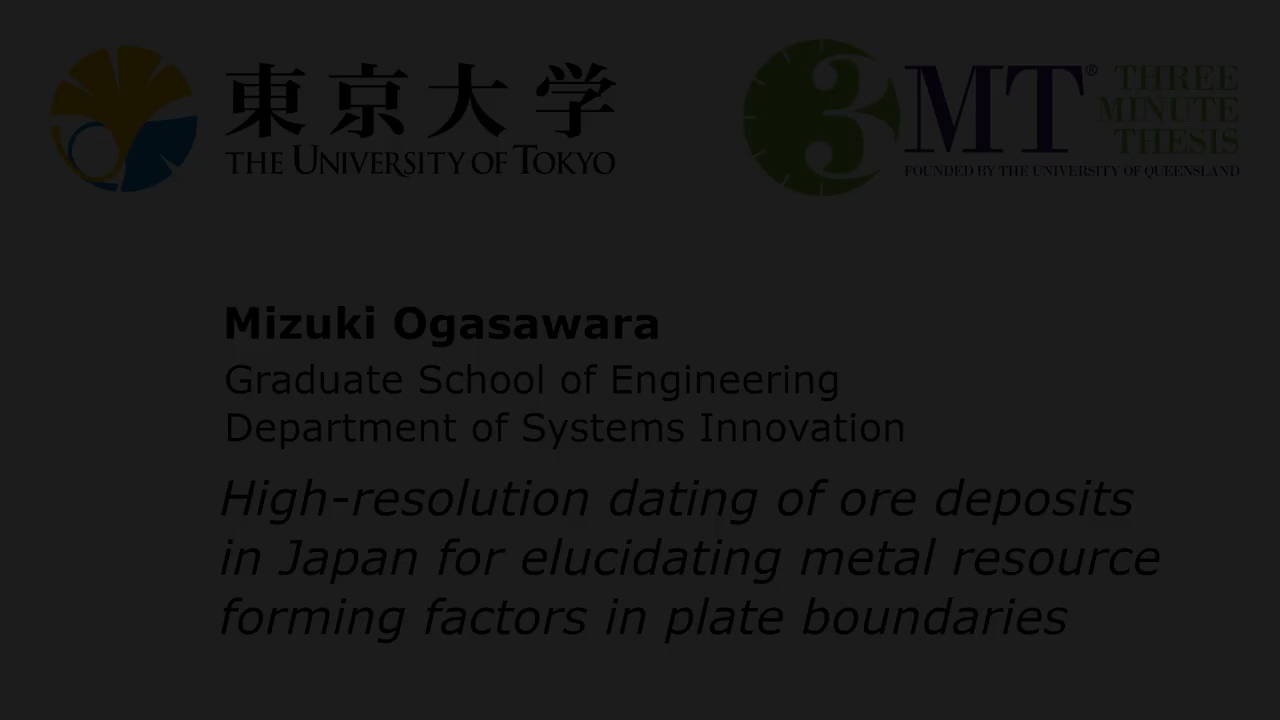 東京大学
THE UNIVERSITY OF TOKYO
3MT® THREE
MINUTE
THESIS
FOUNDED BY THE UNIVERSITY OF QUEENSLAND
Mizuki Ogasawara
Graduate School of Engineering
Department of Systems Innovation
High-resolution dating of ore deposits
in Japan for elucidating metal resource
forming factors in plate boundaries